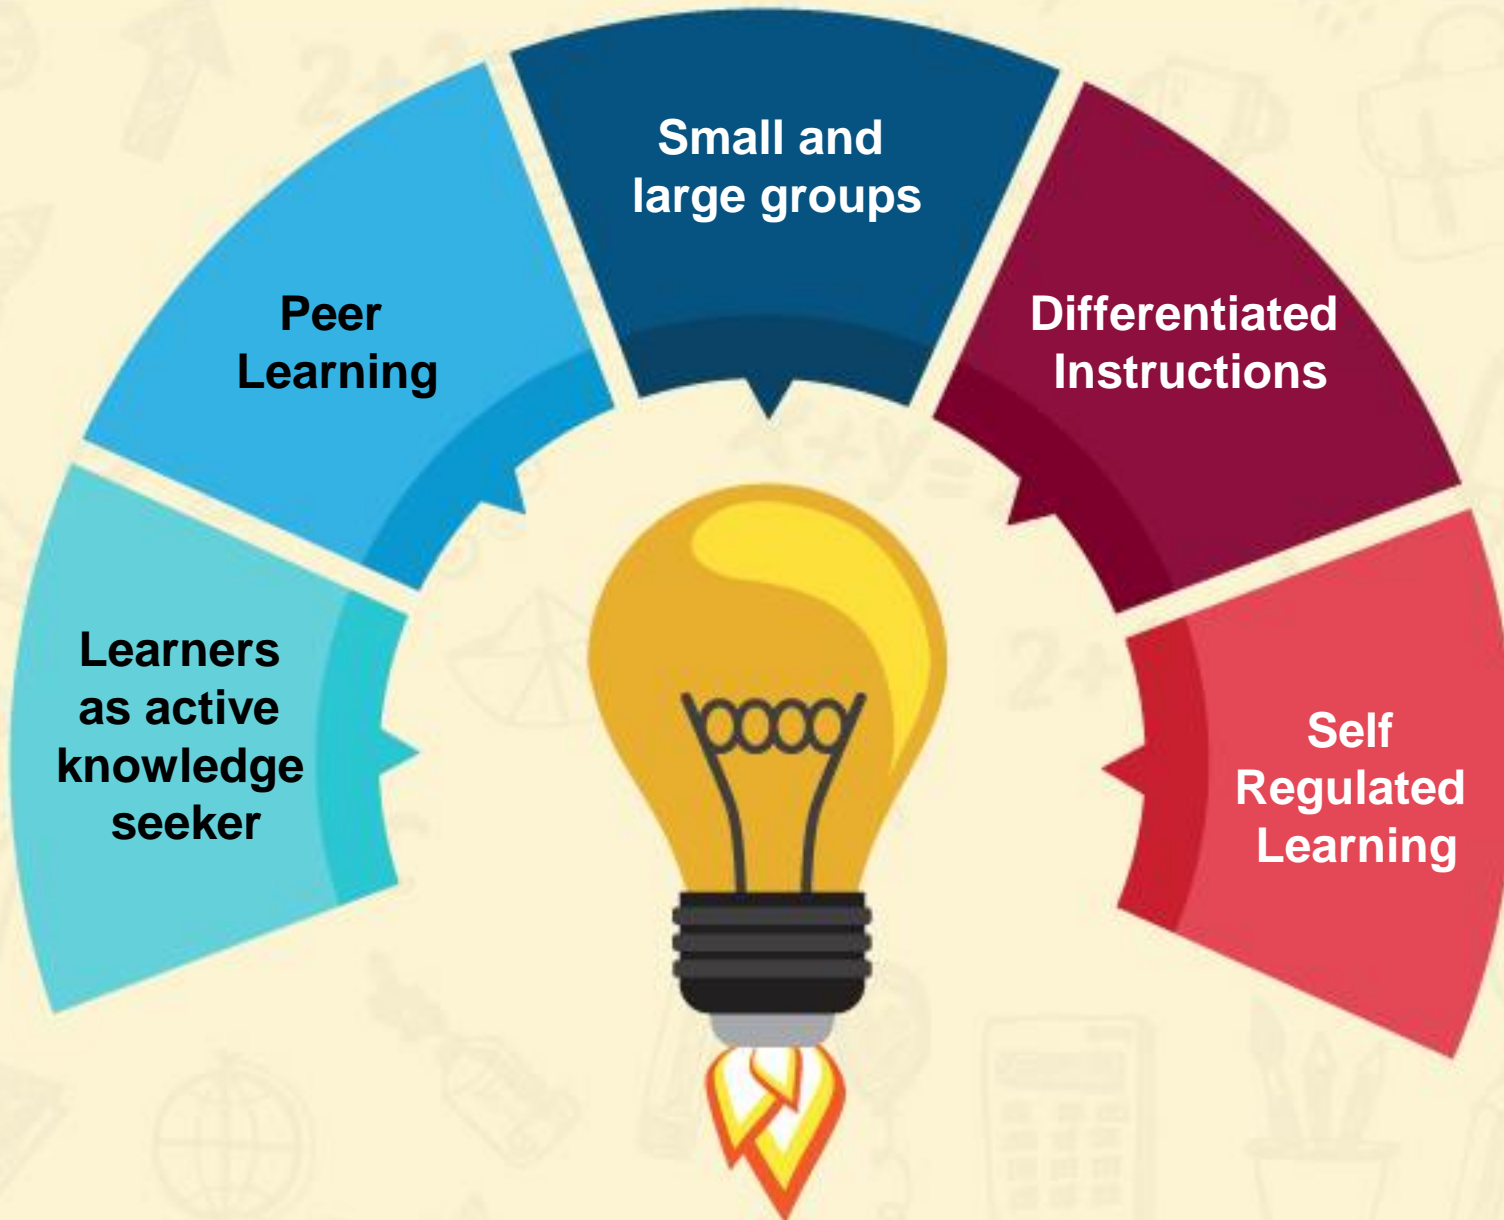 Small and
large groups
Peer
Learning
Differentiated
Instructions
Learners
as active
knowledge
seeker
Self
Regulated
Learning